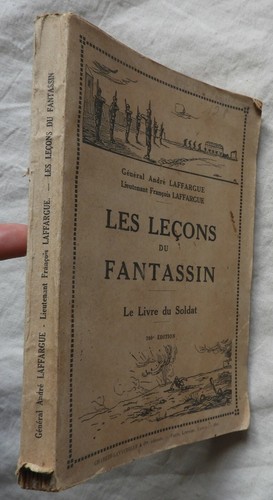 Général André LAFFARGUE
Lieutenant François LAFFARGUE
LES LEÇONS
DU
FANTASSIN
Le Livre du Soldat
Général André LAFFARGUE - Lieutenant François LAFFARGUE. — LES LEÇONS DU FANTASSIN